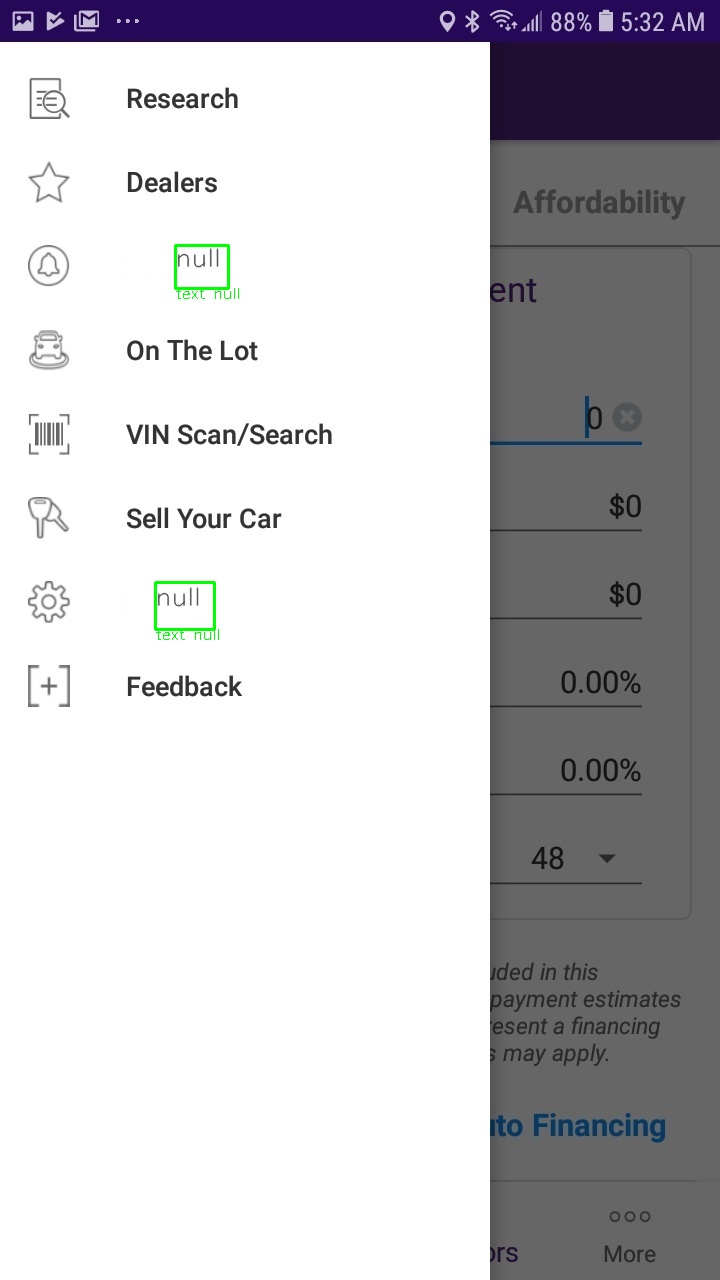 88% 5:32 AM
Research
Dealers
Affordability
null
text null
ent
On The Lot
0
VIN Scan/Search
$0
Sell Your Car
$0
null
text null
Feedback
0.00%
0.00%
48
uded in this
payment estimates
resent a financing
s may apply.
uto Financing
ors
More